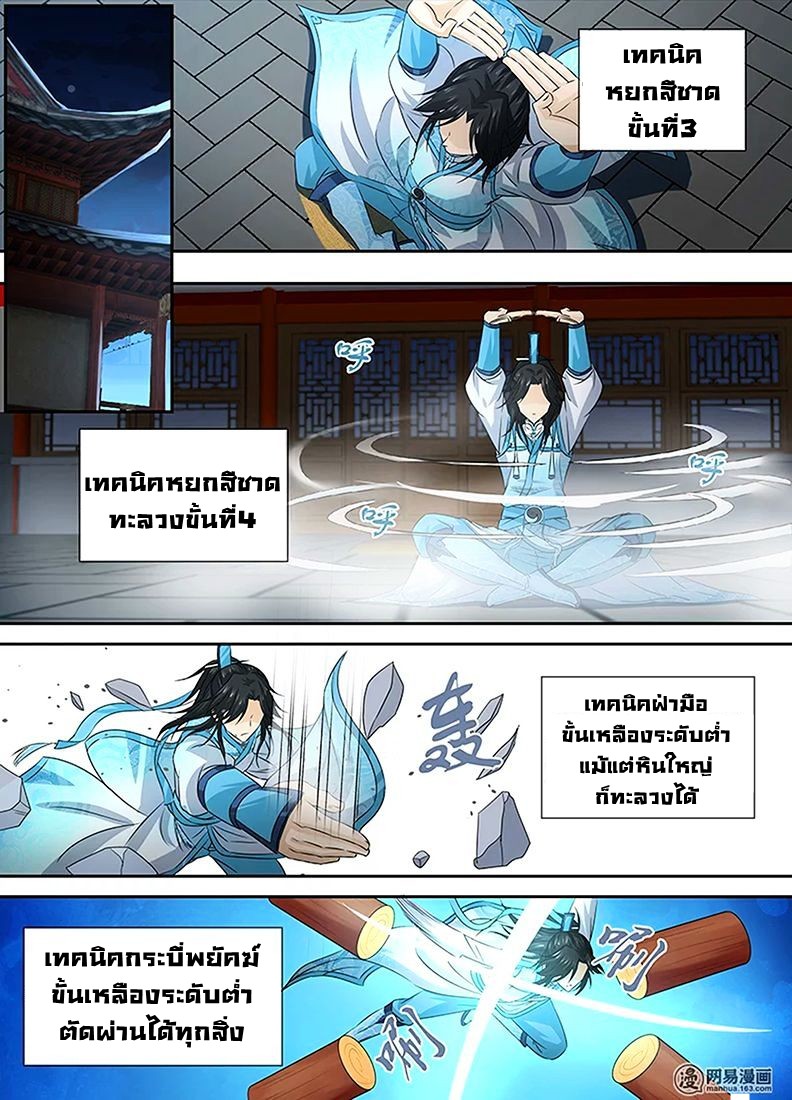 เทคนิค
หยกสีชาด
ขั้นที่3
呼
呼
呼
เทคนิคหยกสีชาด
ทะลวงขั้นที่4
轰
เทคนิคฝ่ามือ
ขั้นเหลืองระดับต่ำ
แม้แต่หินใหญ่
ก็ทะลวงได้
唰
唰
เทคนิคกระบี่พยัคฆ์
ขั้นเหลืองระดับต่ำ
ตัดผ่านได้ทุกสิ่ง
漫 网易漫画
manhua.163.com